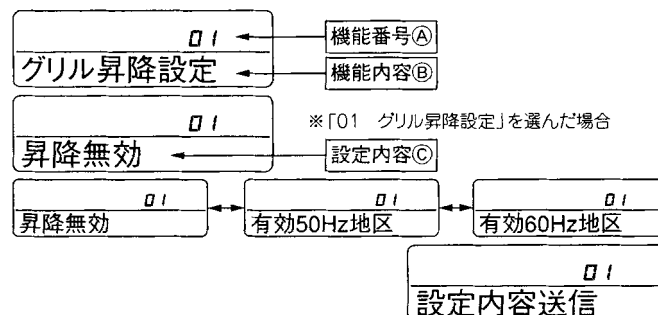 01 機能番号Ⓐ
グリル昇降設定 機能内容Ⓑ
01 ※「01 グリル昇降設定」を選んだ場合
昇降無効 設定内容Ⓒ
01 01 01
昇降無効 有効50Hz地区 有効60Hz地区
01
設定内容送信